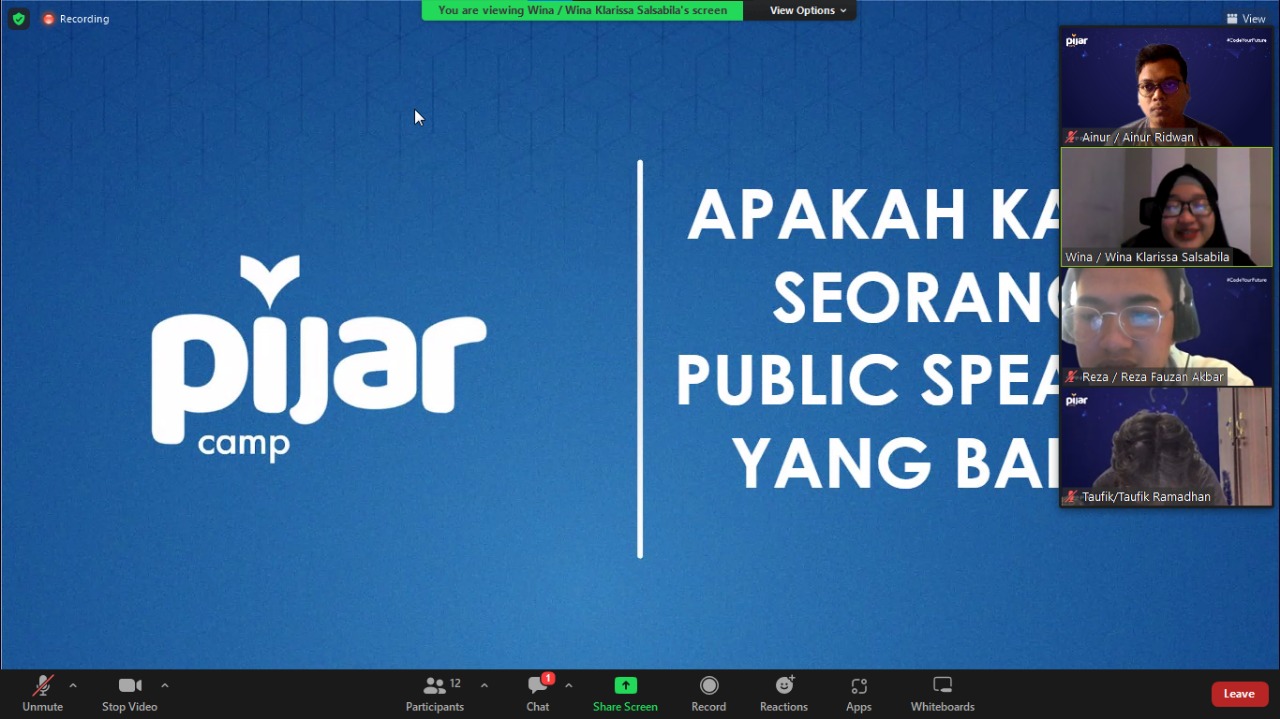 Recording
You are viewing Wina / Wina Klarissa Salsabila's screen
View Options
View
pijar
camp
APAKAH KA
SEORANG
PUBLIC SPEA
YANG BAI
pijar
#CodeYourFuture
Ainur / Ainur Ridwan
Wina / Wina Klarissa Salsabila
#CodeYourFuture
Reza / Reza Fauzan Akbar
pijar
Taufik/Taufik Ramadhan
Unmute
Stop Video
12
Participants
1
Chat
Share Screen
Record
Reactions
Apps
Whiteboards
Leave